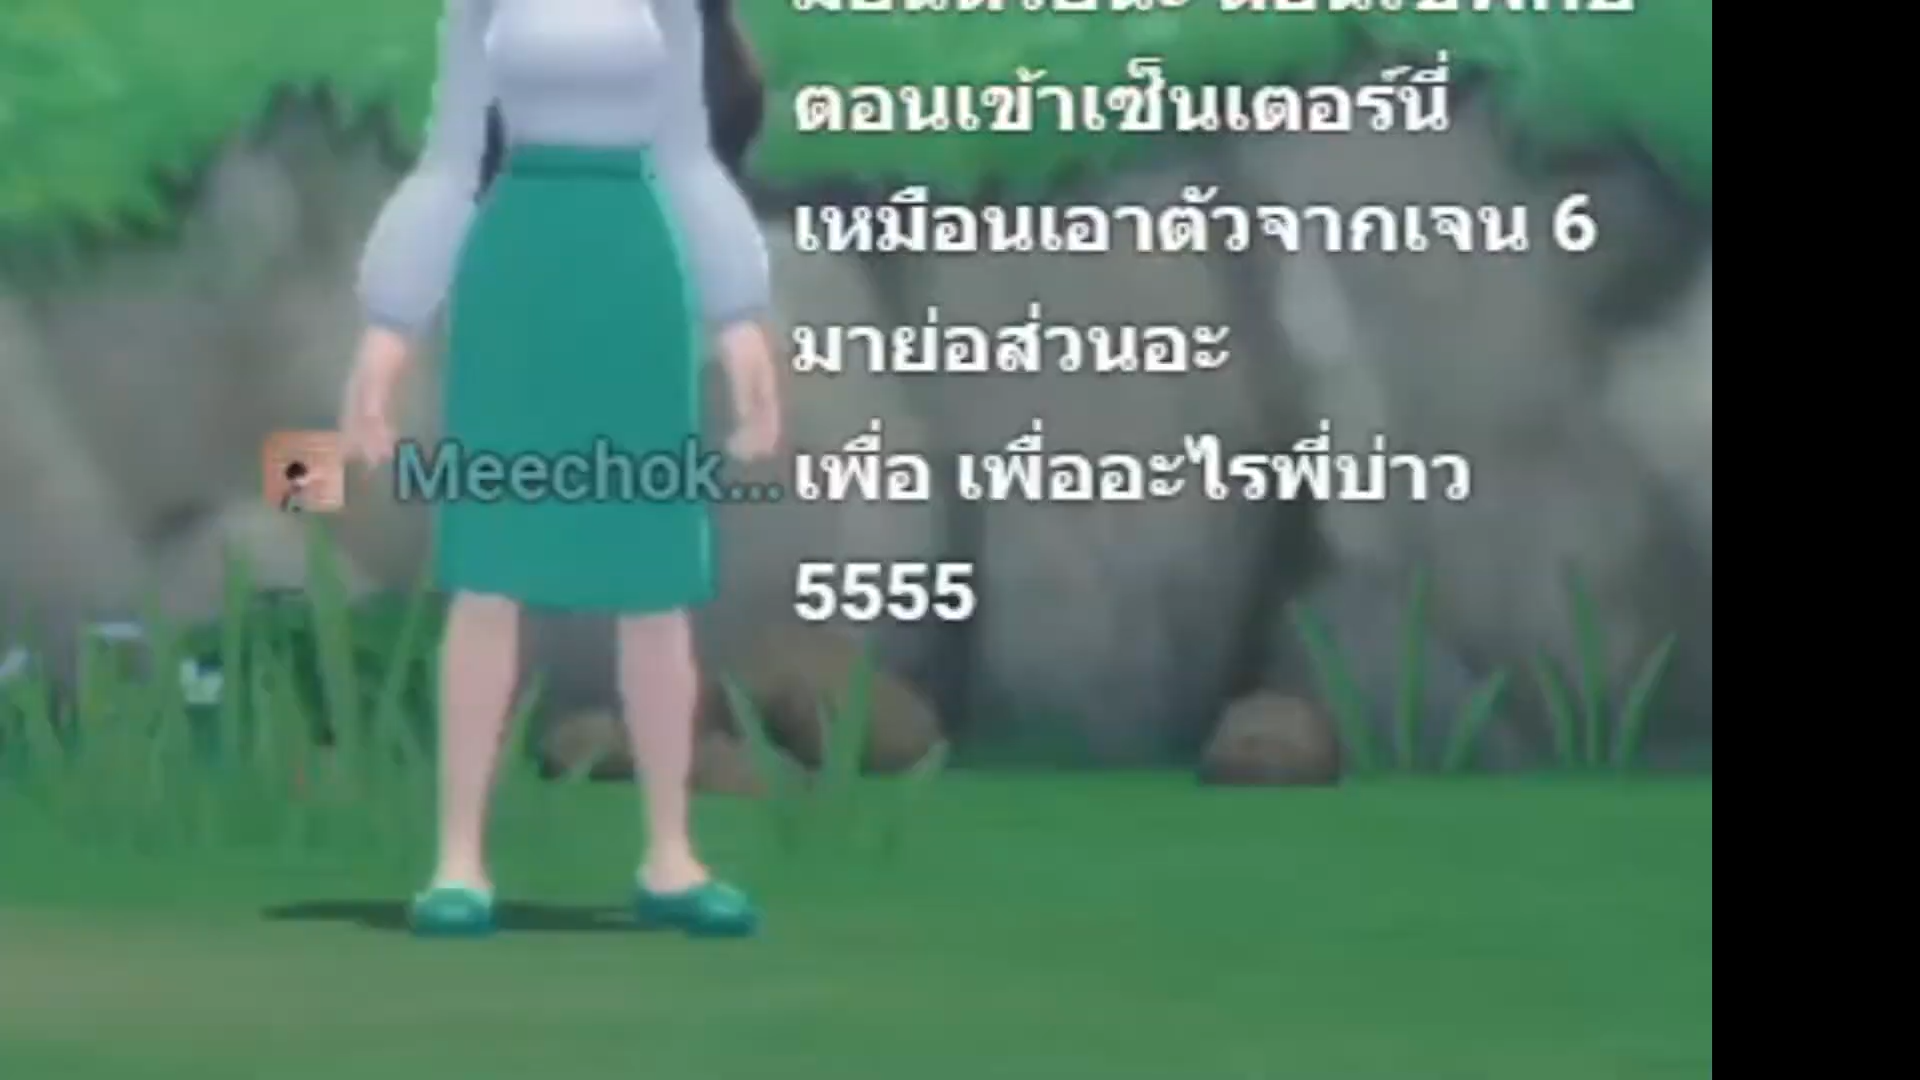 ตอนเข้าเซ็นเตอร์นี่
เหมือนเอาตัวจากเจน 6
มาย่อส่วนอะ
Meechok... เพื่อ เพื่ออะไรพี่บ่าว
5555